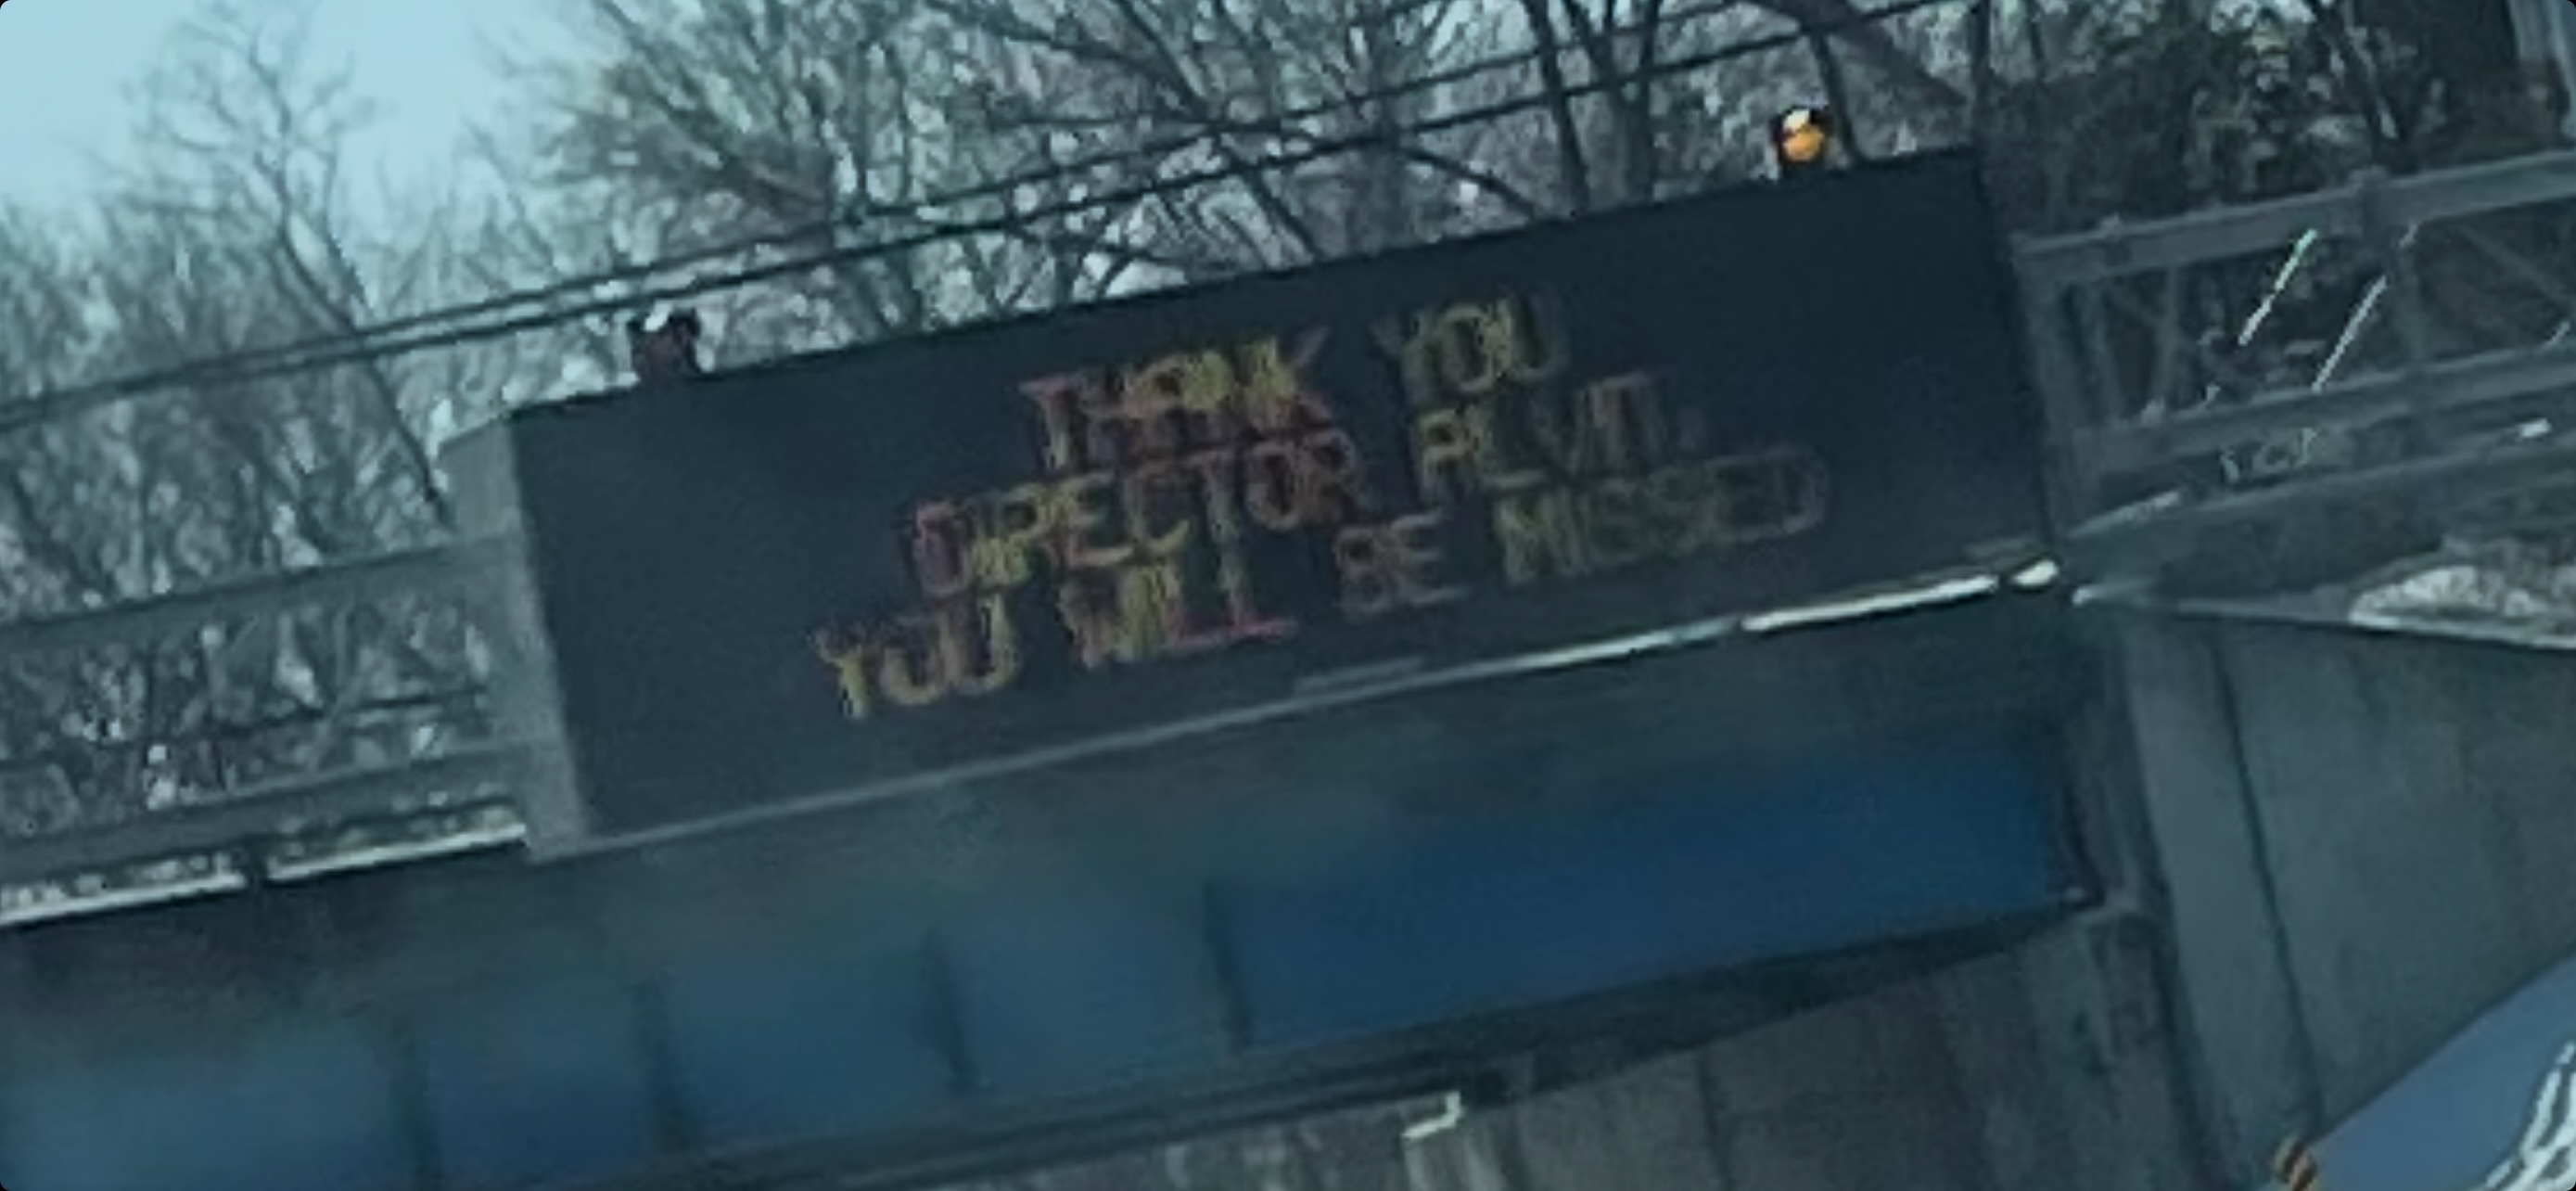 THANK YOU
DIRECTOR
YOU WILL BE MISSED